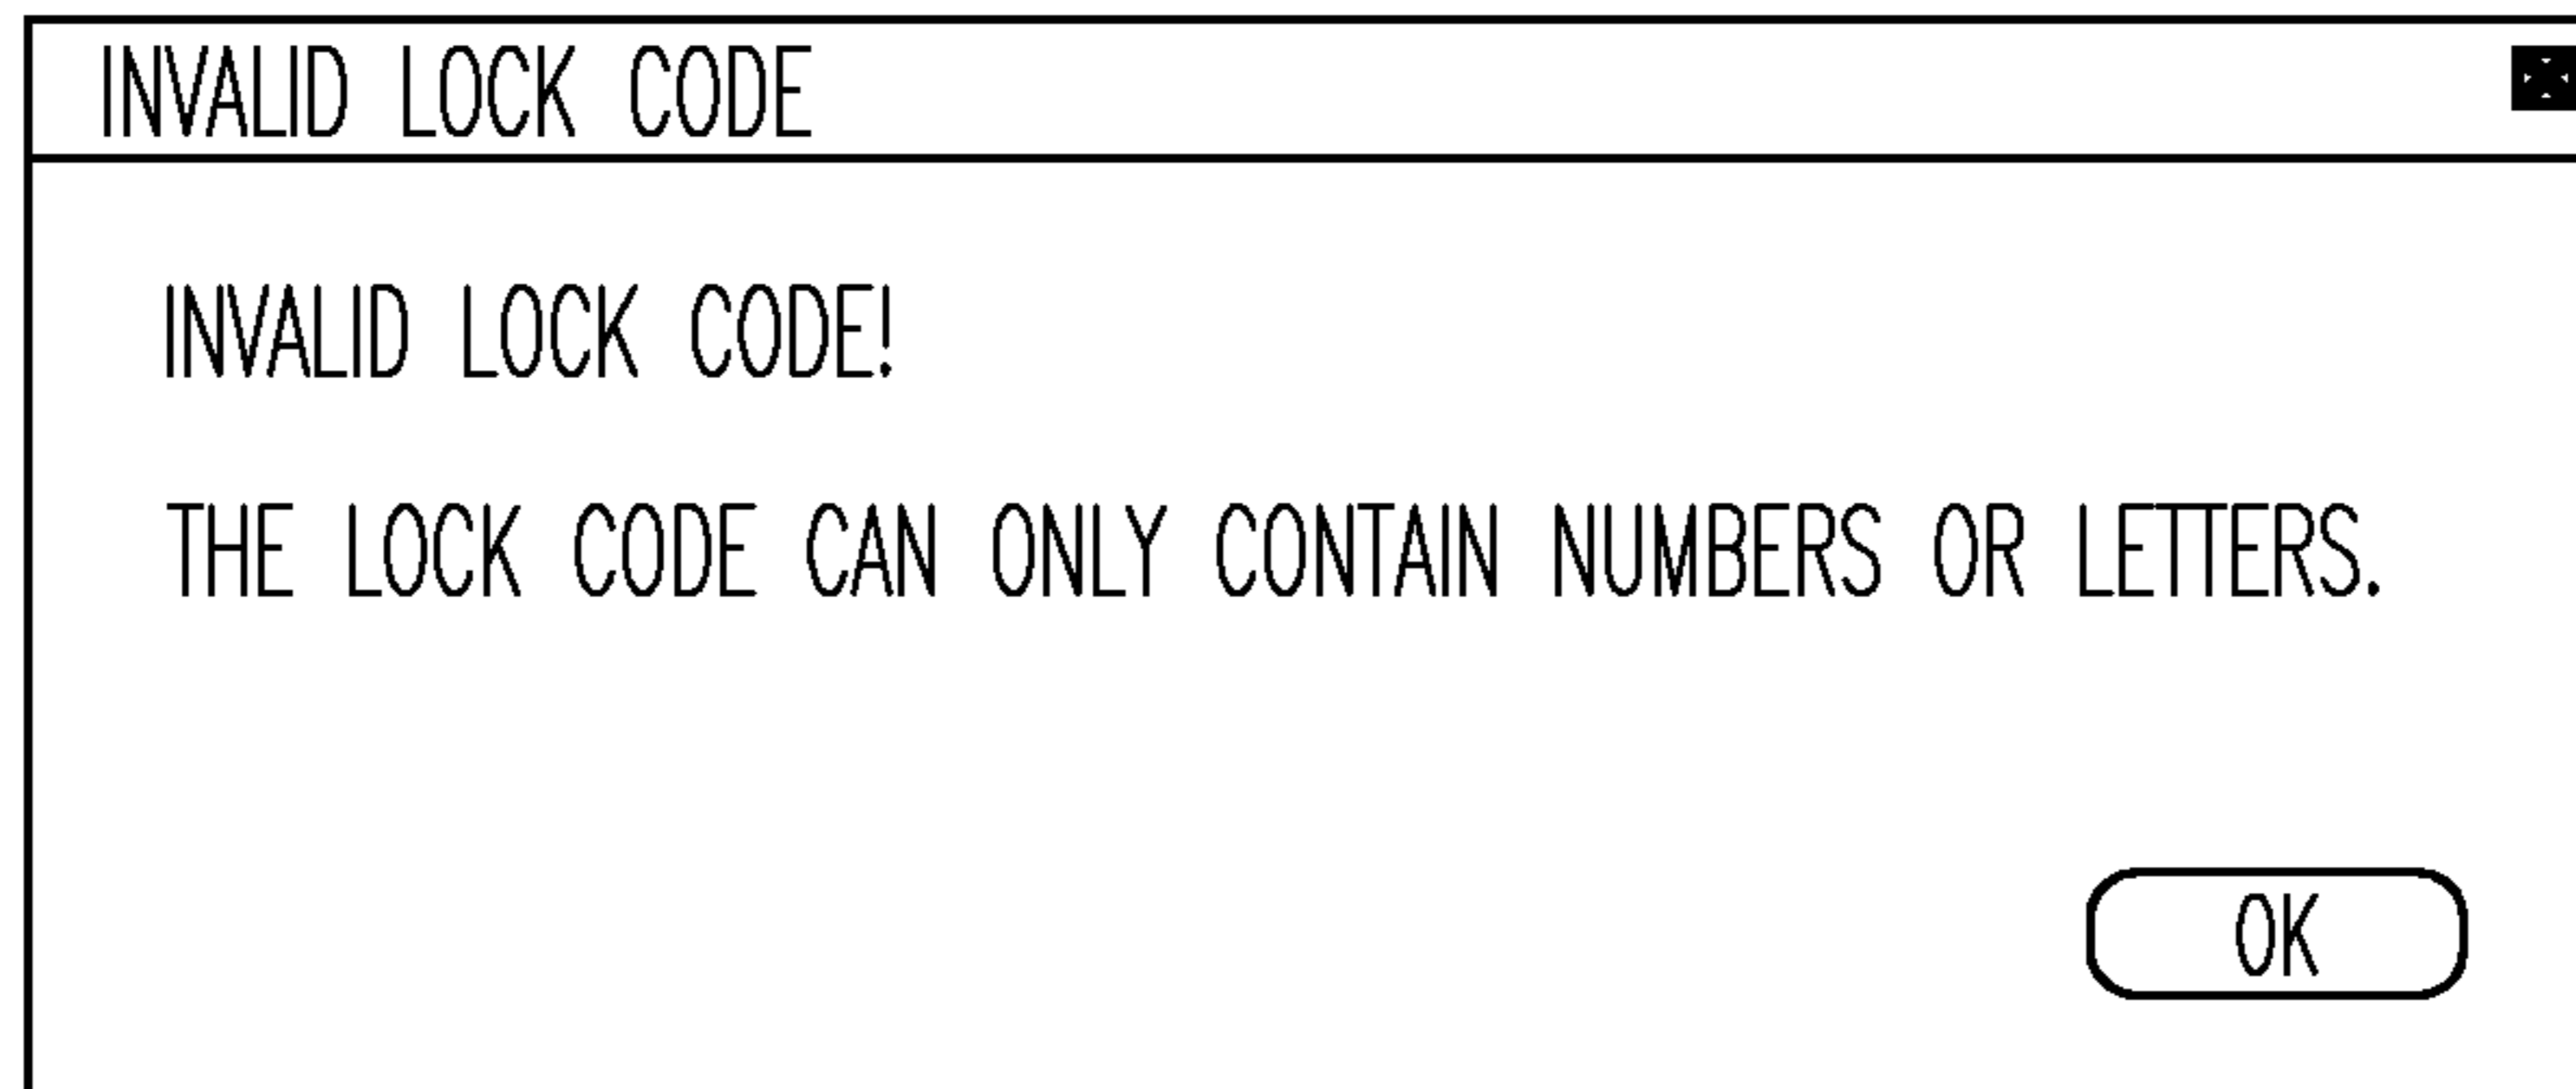 INVALID LOCK CODE
INVALID LOCK CODE!
THE LOCK CODE CAN ONLY CONTAIN NUMBERS OR LETTERS.
OK